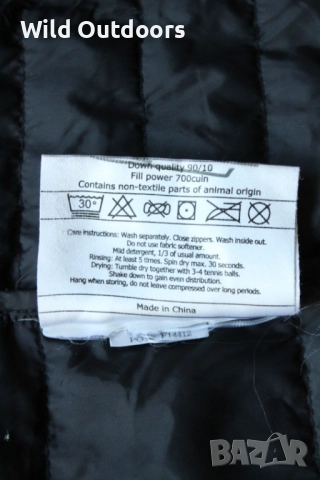 Wild Outdoors
Down quality 90/10
Fill power 700cuin
Contains non-textile parts of animal origin
30°
Care instructions: Wash separately. Close zippers. Wash inside out.
Do not use fabric softener.
Mild detergent, 1/3 of usual amount.
Rinsing: At least 5 times. Spin dry max. 30 seconds.
Drying: Tumble dry together with 3-4 tennis balls.
Shake down to gain even distribution.
Hang when storing, do not leave compressed over long periods.
Made in China
bazar